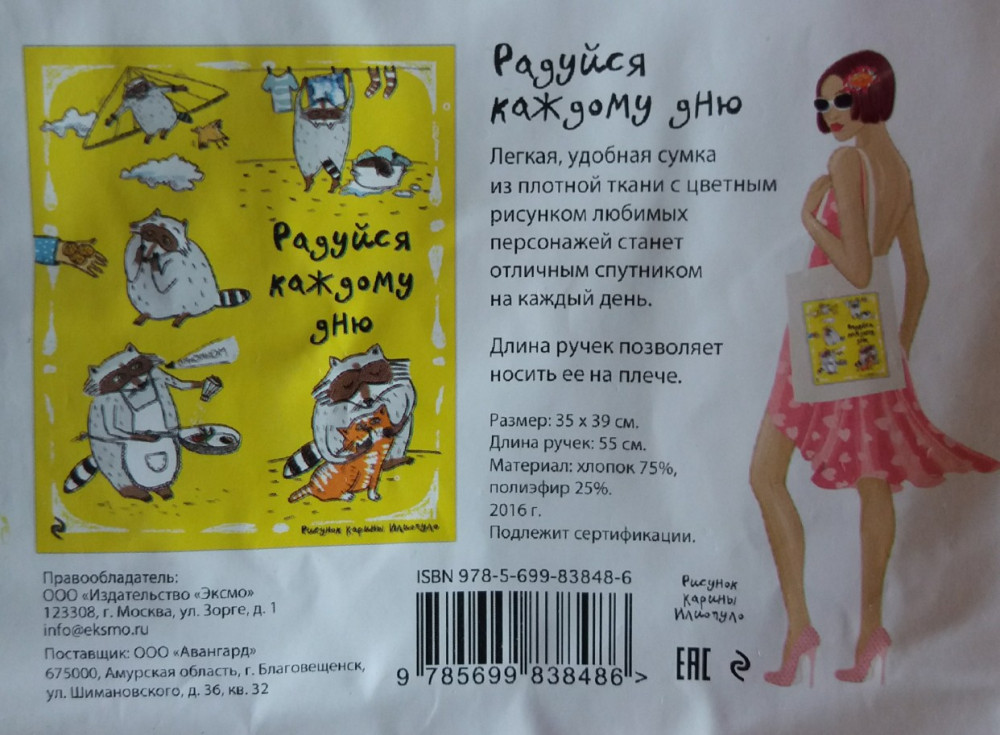 Радуйся
каждому дню
Рисунок Карины Илиопуло
Радуйся
каждому дню
Легкая, удобная сумка
из плотной ткани с цветным
рисунком любимых
персонажей станет
отличным спутником
на каждый день.
Длина ручек позволяет
носить ее на плече.
Размер: 35 х 39 см.
Длина ручек: 55 см.
Материал: хлопок 75%,
полиэфир 25%.
2016 г.
Подлежит сертификации.
Правообладатель:
ООО «Издательство «Эксмо»
123308, г. Москва, ул. Зорге, д. 1
info@eksmo.ru
Поставщик: ООО «Авангард»
675000, Амурская область, г. Благовещенск,
ул. Шимановского, д. 36, кв. 32
ISBN 978-5-699-83848-6
9 785699 838486 >
Рисунок
Карины
Илиопуло
ЕАС